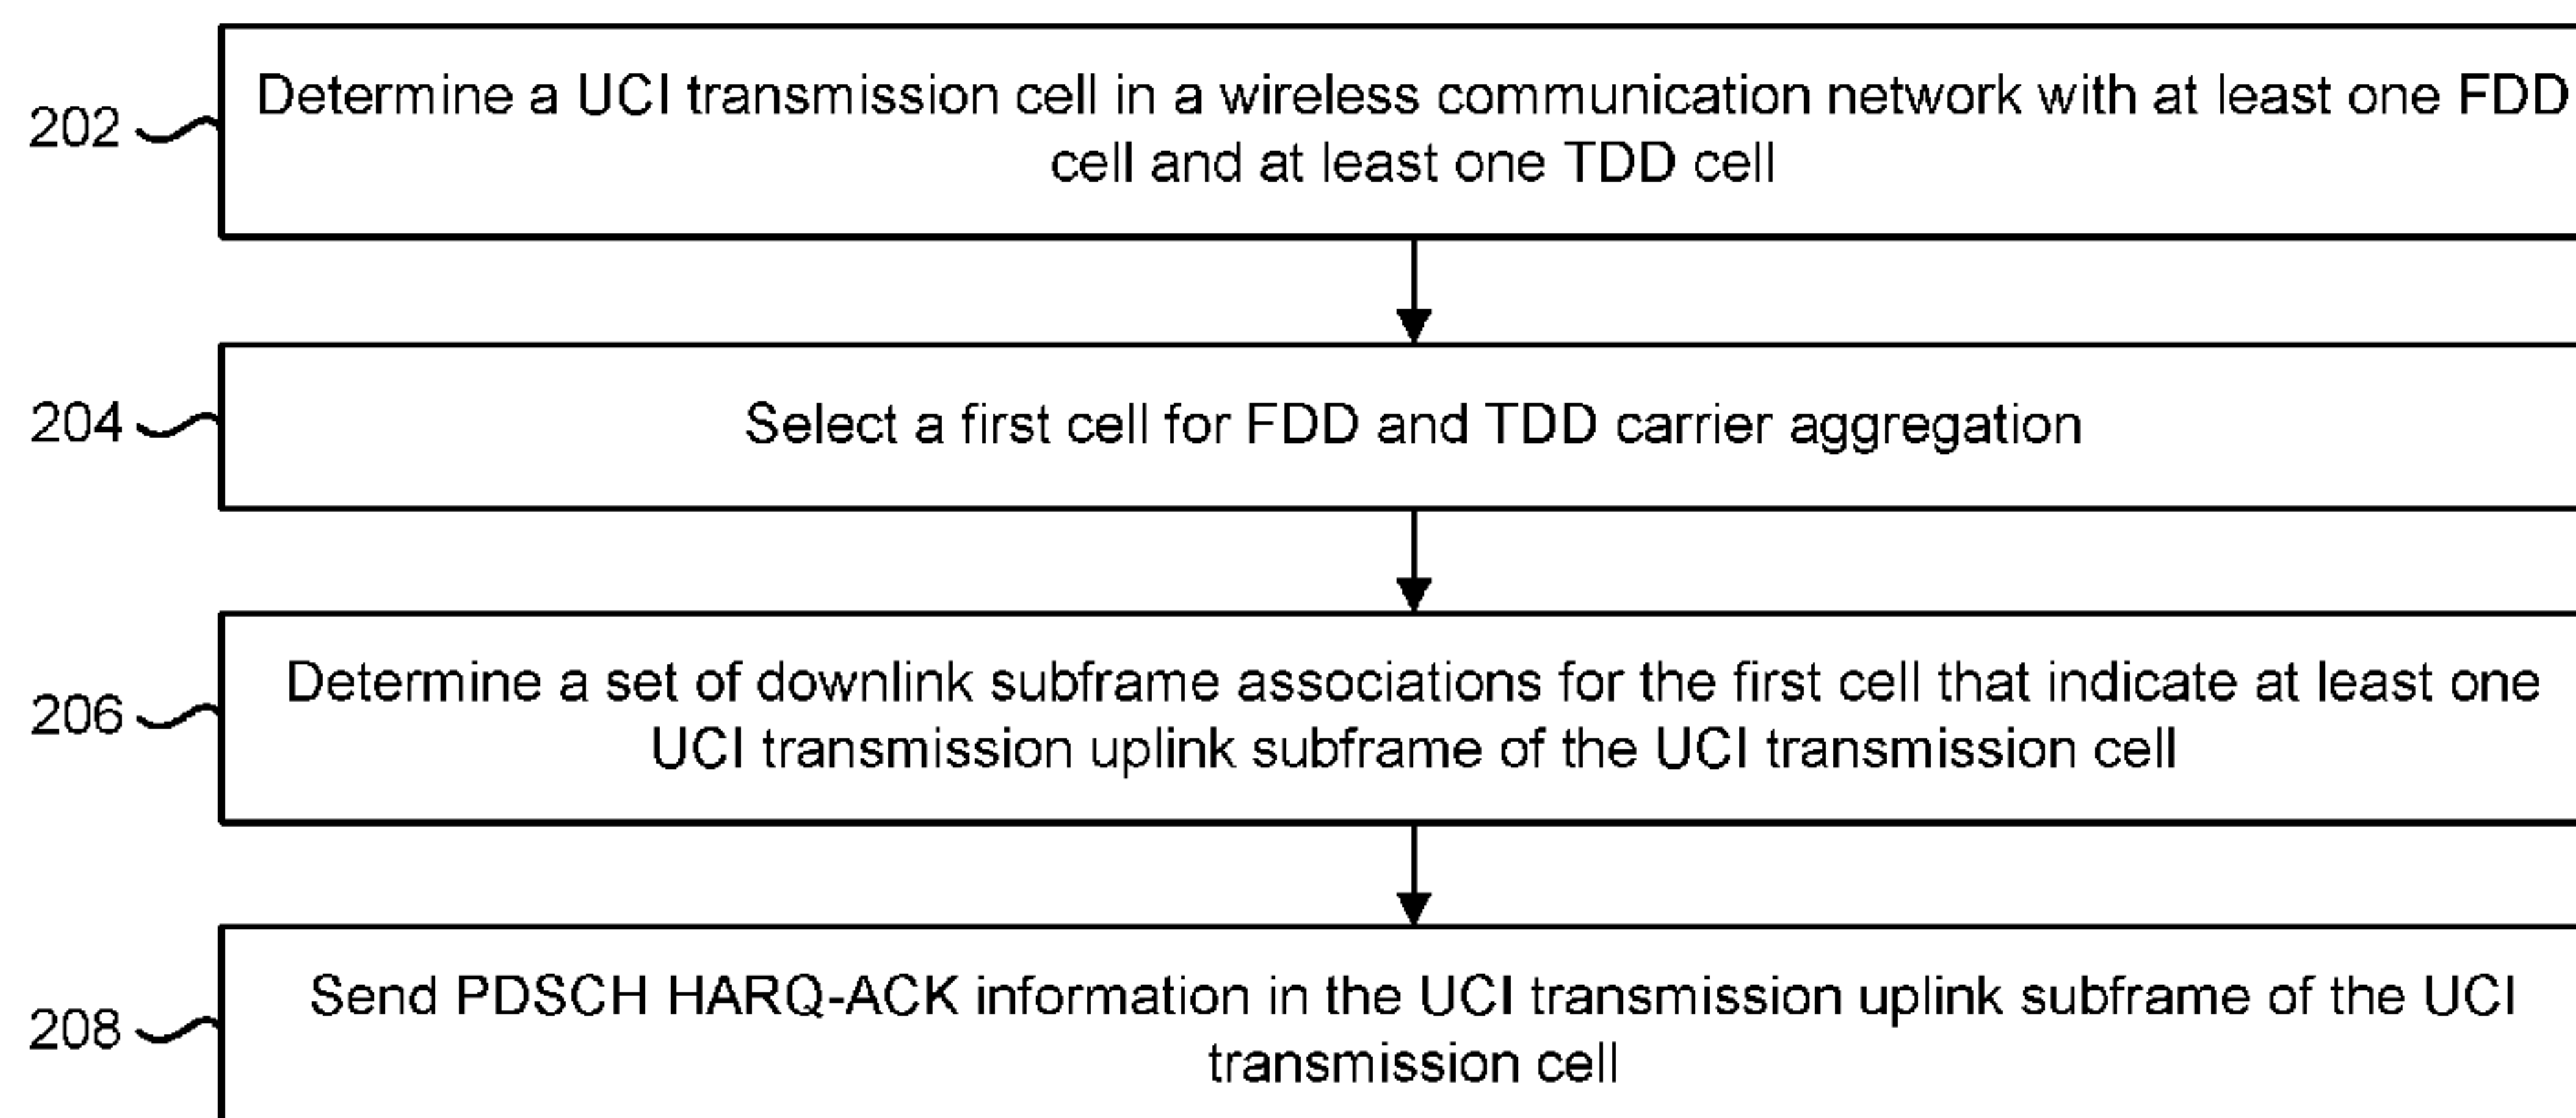 202
Determine a UCI transmission cell in a wireless communication network with at least one FDD
cell and at least one TDD cell
204
Select a first cell for FDD and TDD carrier aggregation
206
Determine a set of downlink subframe associations for the first cell that indicate at least one
UCI transmission uplink subframe of the UCI transmission cell
208
Send PDSCH HARQ-ACK information in the UCI transmission uplink subframe of the UCI
transmission cell